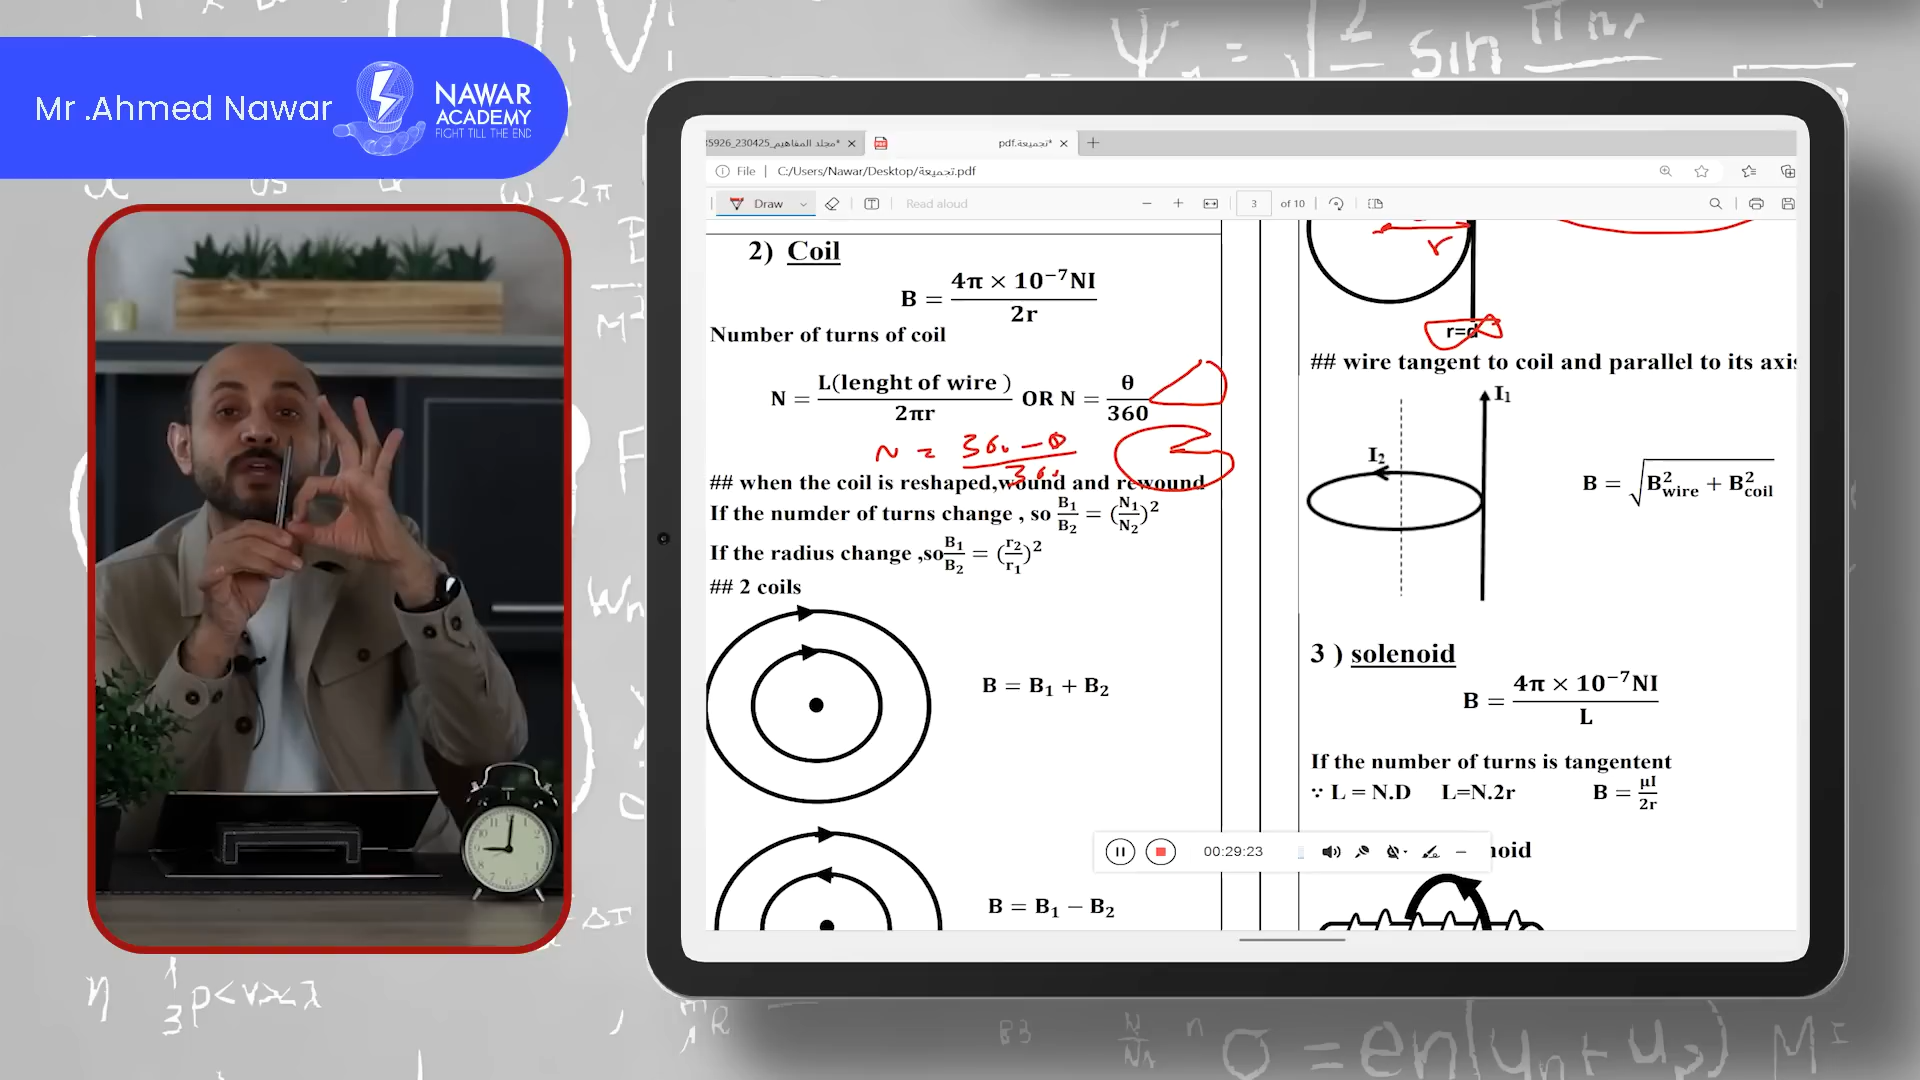 Mr .Ahmed Nawar
NAWAR
ACADEMY
FIGHT TILL THE END
35926_230425_مجلد المفاهيم*
*تجميعة.pdf
File | C:/Users/Nawar/Desktop/تجميعة.pdf
Draw
Read aloud
3 of 10
2) Coil
B = 4π × 10⁻⁷NI / 2r
Number of turns of coil
N = L(lenght of wire ) / 2πr OR N = θ / 360
N = 360 − θ / 360
## when the coil is reshaped,wound and rewound
If the numder of turns change , so B₁/B₂ = (N₁/N₂)²
If the radius change ,so B₁/B₂ = (r₂/r₁)²
## 2 coils
B = B₁ + B₂
B = B₁ − B₂
r
r=d
## wire tangent to coil and parallel to its axis
I₁
I₂
B = √B²wire + B²coil
3 ) solenoid
B = 4π × 10⁻⁷NI / L
If the number of turns is tangentent
∵ L = N.D L=N.2r B = μI / 2r
00:29:23
noid